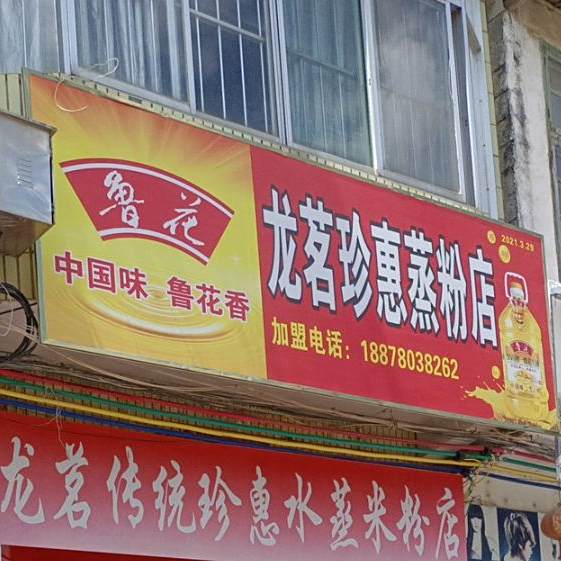 鲁花
中国味 鲁花香
2021.3.29
龙茗珍惠蒸粉店
加盟电话：18878038262
龙茗传统珍惠水蒸米粉店